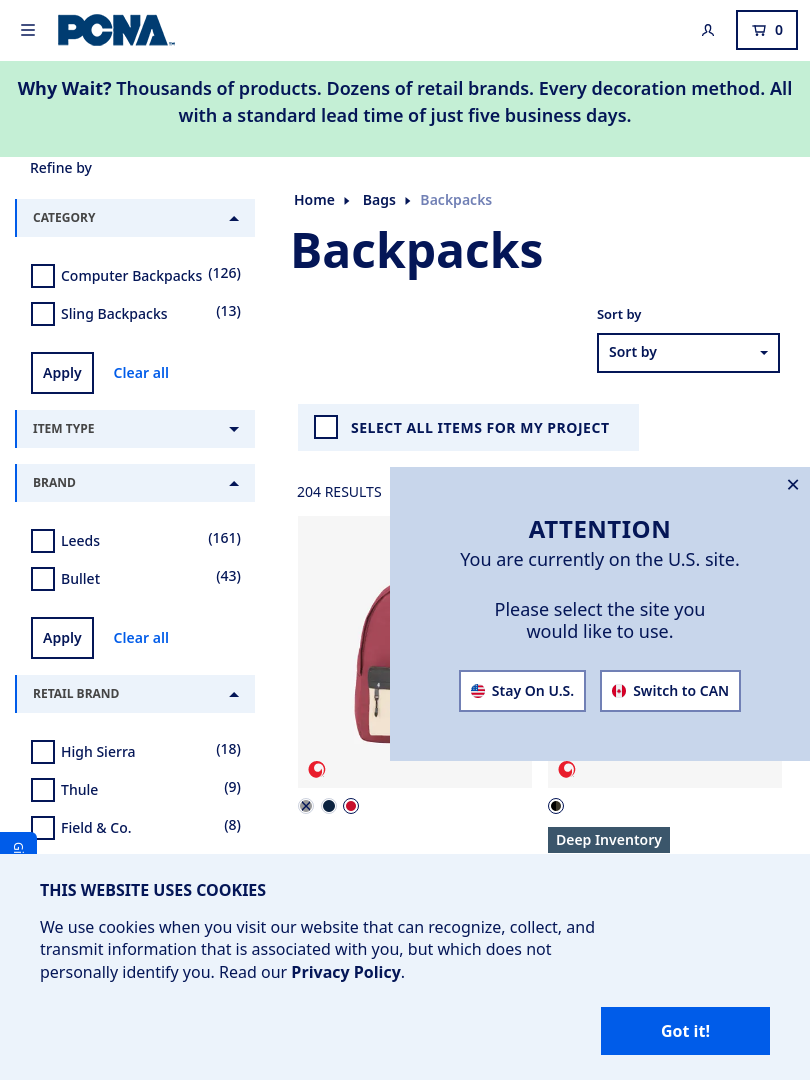 PCNA
0
Why Wait? Thousands of products. Dozens of retail brands. Every decoration method. All
with a standard lead time of just five business days.
Refine by
CATEGORY
Computer Backpacks (126)
Sling Backpacks (13)
Apply Clear all
ITEM TYPE
BRAND
Leeds (161)
Bullet (43)
Apply Clear all
RETAIL BRAND
High Sierra (18)
Thule (9)
Field & Co. (8)
Home Bags Backpacks
Backpacks
Sort by
Sort by
SELECT ALL ITEMS FOR MY PROJECT
204 RESULTS
ATTENTION
You are currently on the U.S. site.
Please select the site you
would like to use.
Stay On U.S. Switch to CAN
Deep Inventory
THIS WEBSITE USES COOKIES
We use cookies when you visit our website that can recognize, collect, and
transmit information that is associated with you, but which does not
personally identify you. Read our Privacy Policy.
Got it!